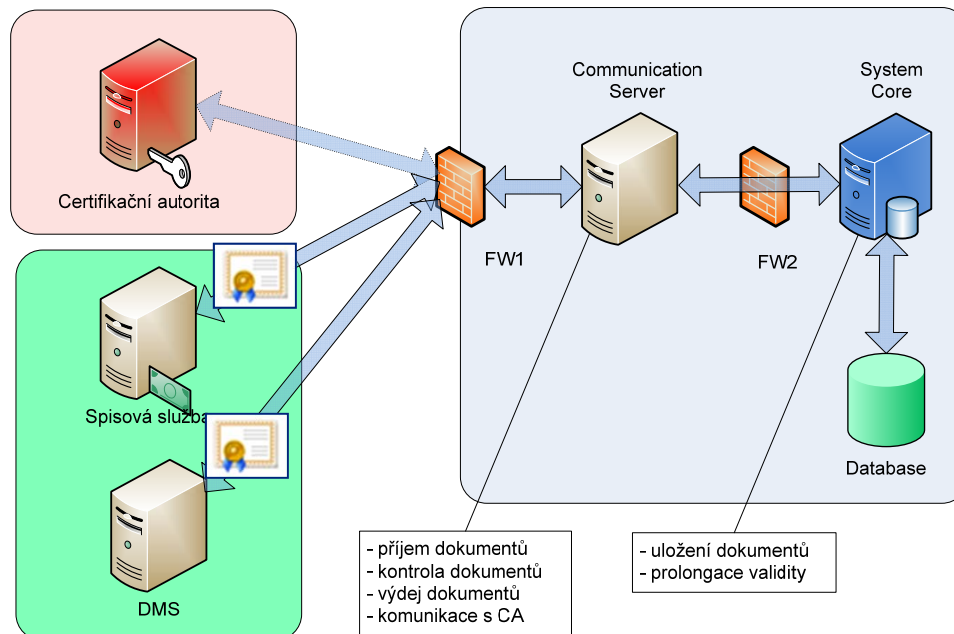 Certifikační autorita
Spisová služba
DMS
FW1
Communication
Server
FW2
System
Core
Database
- příjem dokumentů
- kontrola dokumentů
- výdej dokumentů
- komunikace s CA
- uložení dokumentů
- prolongace validity